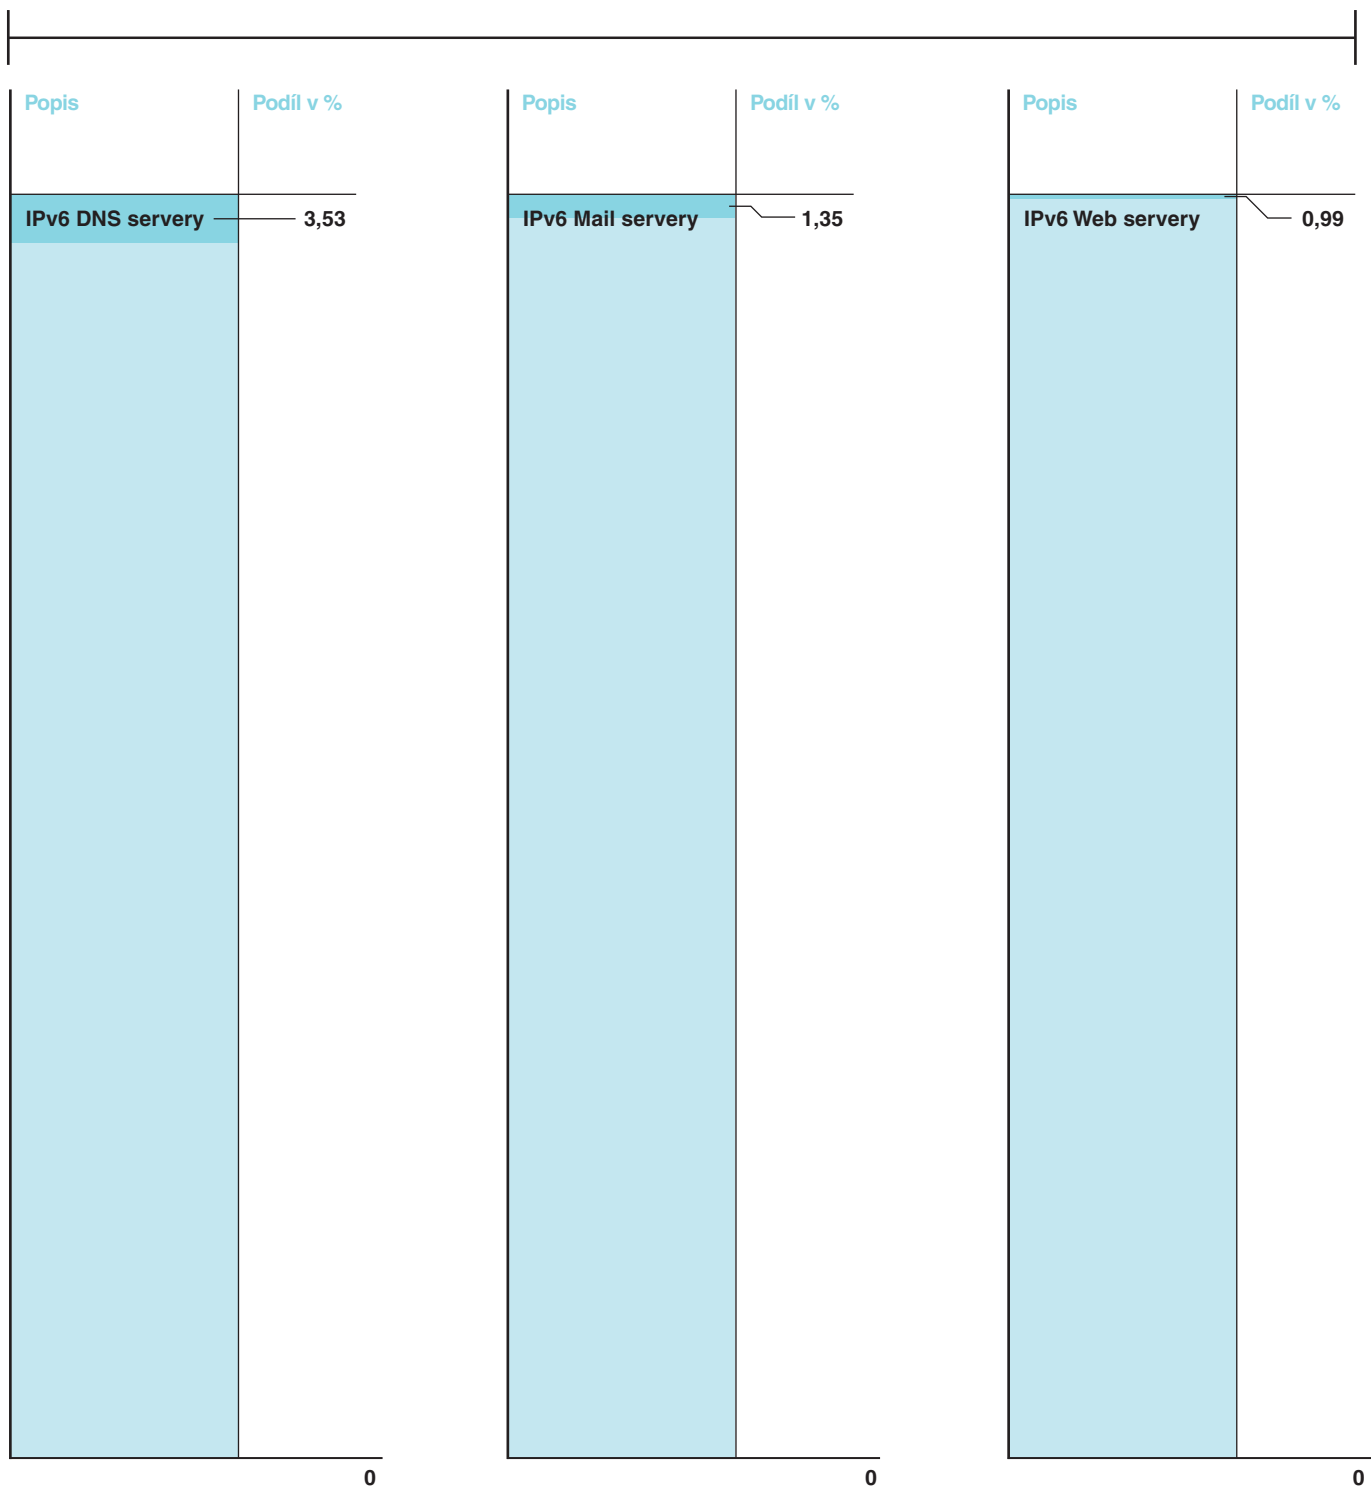 Popis Podíl v % Popis Podíl v % Popis Podíl v %
IPv6 DNS servery 3,53 IPv6 Mail servery 1,35 IPv6 Web servery 0,99
0 0 0